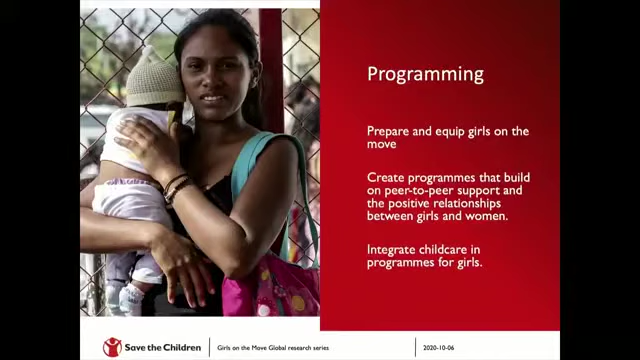 Programming
Prepare and equip girls on the
move
Create programmes that build
on peer-to-peer support and
the positive relationships
between girls and women.
Integrate childcare in
programmes for girls.
Save the Children
Girls on the Move Global research series
2020-10-06